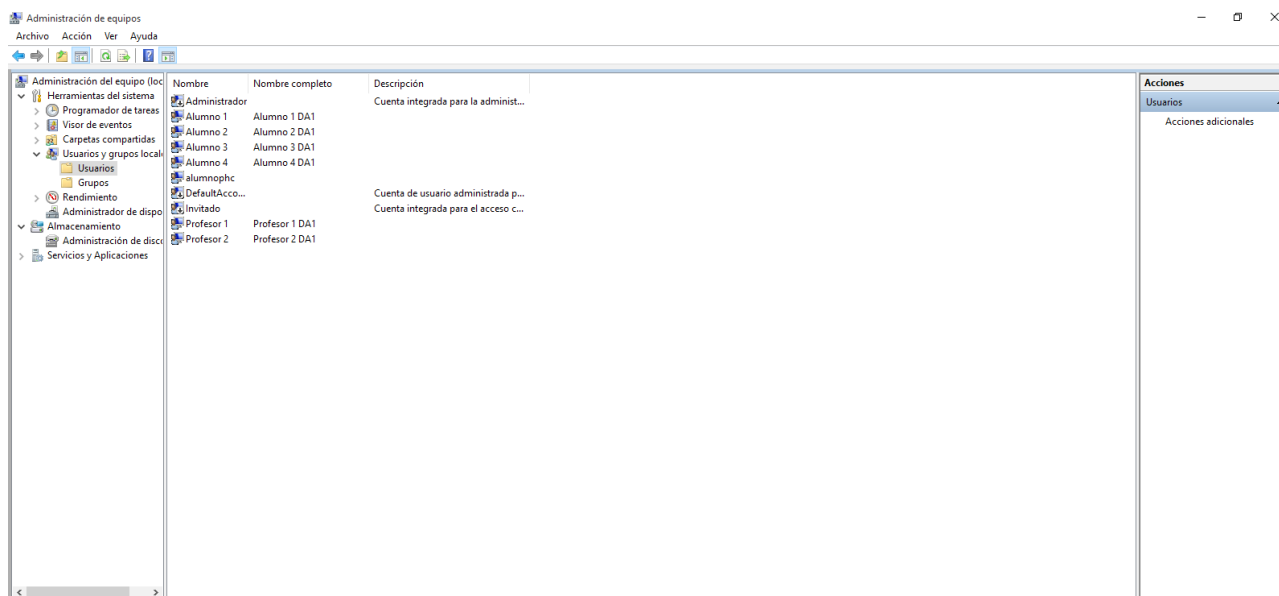 Administración de equipos
Archivo Acción Ver Ayuda
Administración del equipo (loc
Herramientas del sistema
Programador de tareas
Visor de eventos
Carpetas compartidas
Usuarios y grupos local
Usuarios
Grupos
Rendimiento
Administrador de dispo
Almacenamiento
Administración de disc
Servicios y Aplicaciones
Nombre Nombre completo Descripción
Administrador Cuenta integrada para la administ...
Alumno 1 Alumno 1 DA1
Alumno 2 Alumno 2 DA1
Alumno 3 Alumno 3 DA1
Alumno 4 Alumno 4 DA1
alumnophc
DefaultAcco... Cuenta de usuario administrada p...
Invitado Cuenta integrada para el acceso c...
Profesor 1 Profesor 1 DA1
Profesor 2 Profesor 2 DA1
Acciones
Usuarios
Acciones adicionales